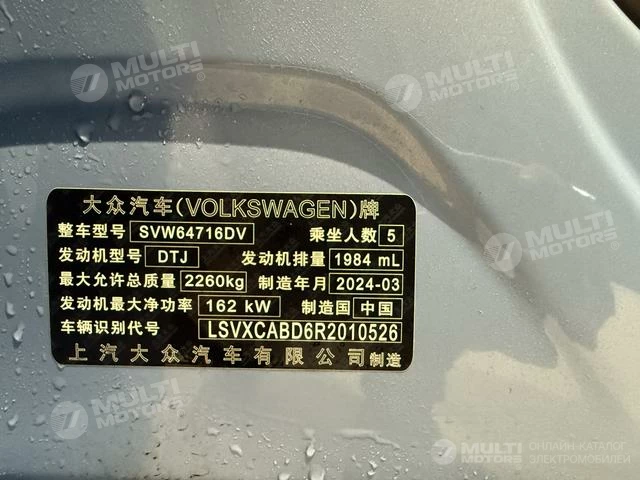 MULTI
MOTORS
MULTI
MOTORS
大众汽车(VOLKSWAGEN)牌
整车型号 SVW64716DV 乘坐人数 5
发动机型号 DTJ 发动机排量 1984 mL
最大允许总质量 2260kg 制造年月 2024-03
发动机最大净功率 162 kW 制造国 中国
车辆识别代号 LSVXCABD6R2010526
上汽大众汽车有限公司制造
MULTI
MOTORS
MULTI
MOTORS
MULTI
MOTORS
ОНЛАЙН-КАТАЛОГ
ЭЛЕКТРОМОБИЛЕЙ